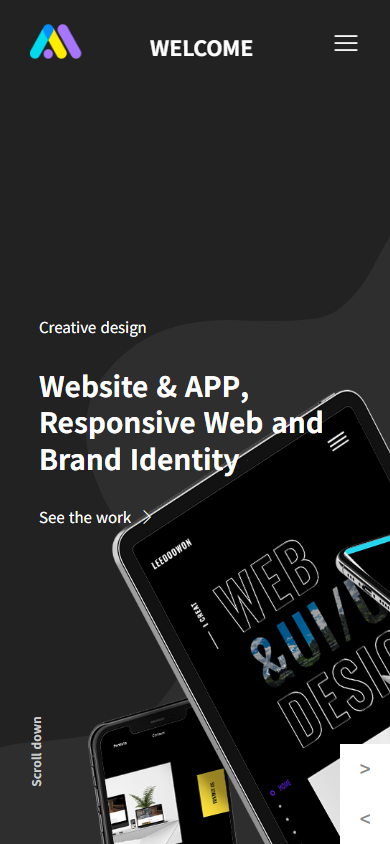 WELCOME
Creative design
Website & APP,
Responsive Web and
Brand Identity
See the work
LEEDOOWON
I CREAT
WEB
&UI/U
DESIG
MOVE
Scroll down
>
<